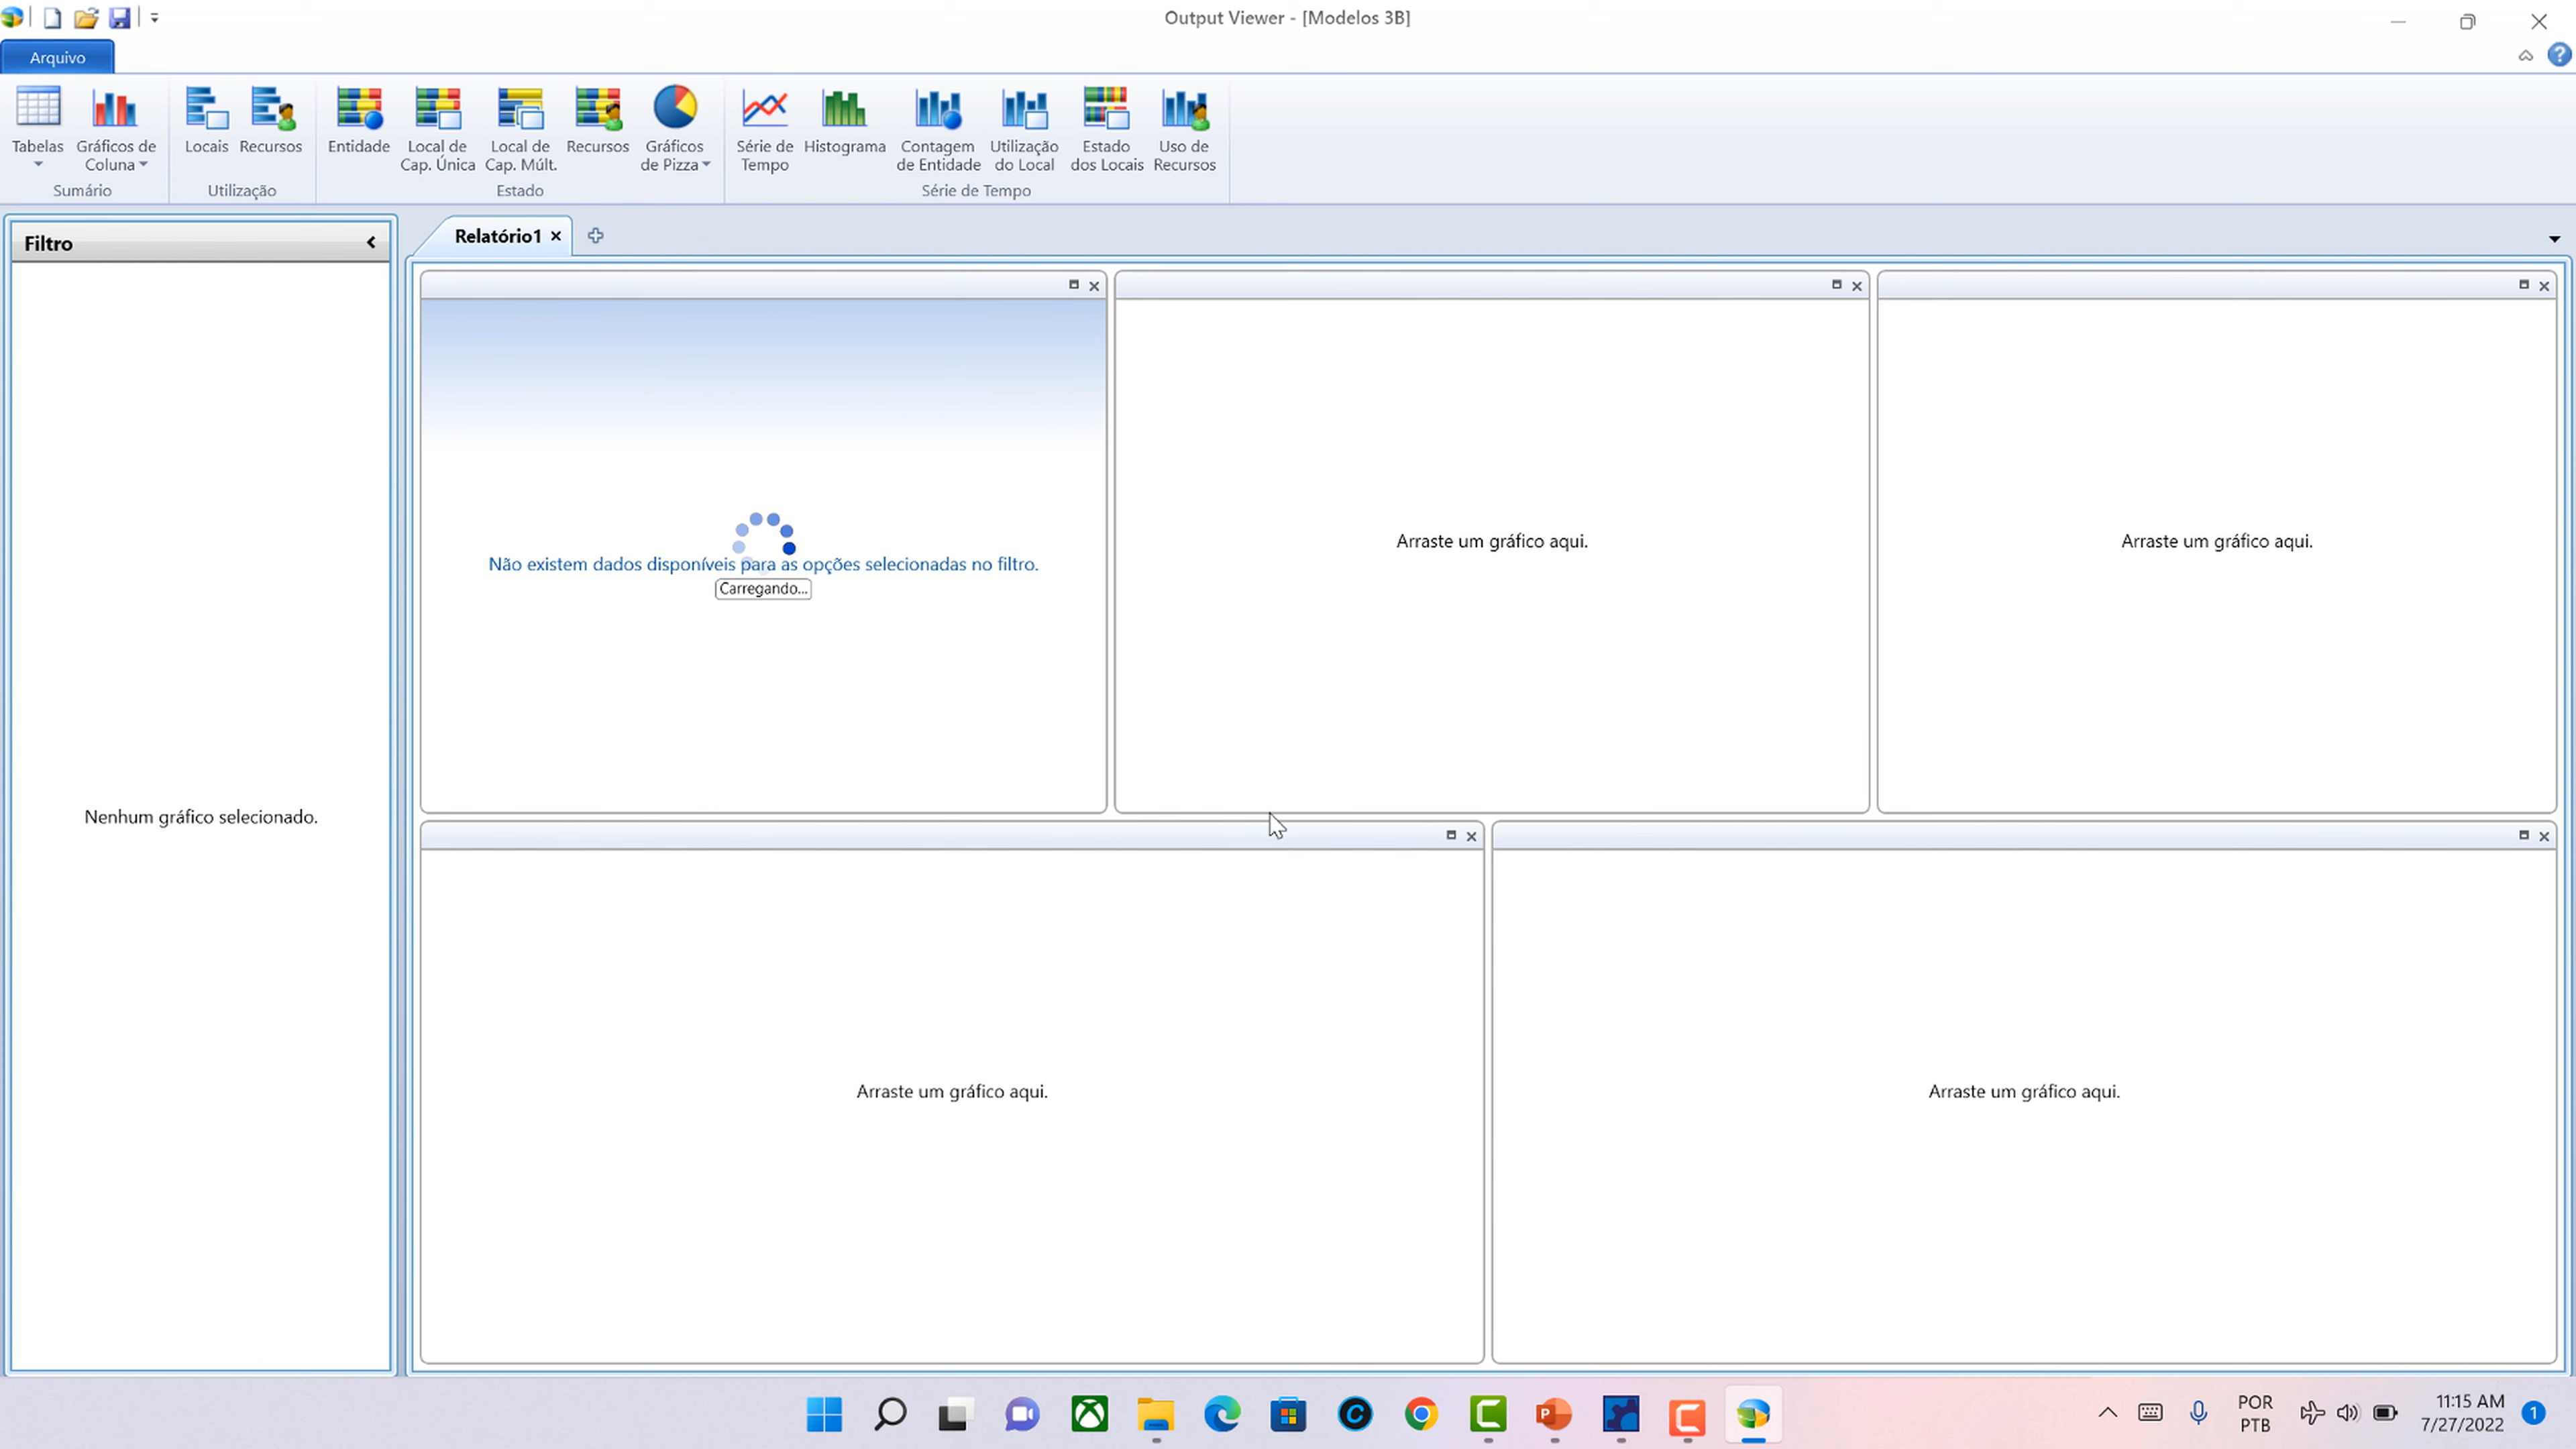 Output Viewer - [Modelos 3B]
Arquivo
Tabelas
Gráficos de
Coluna
Sumário
Locais
Recursos
Utilização
Entidade
Local de
Cap. Única
Local de
Cap. Múlt.
Recursos
Gráficos
de Pizza
Estado
Série de
Tempo
Histograma
Contagem
de Entidade
Utilização
do Local
Estado
dos Locais
Uso de
Recursos
Série de Tempo
Filtro
Nenhum gráfico selecionado.
Relatório1
Não existem dados disponíveis para as opções selecionadas no filtro.
Carregando...
Arraste um gráfico aqui.
Arraste um gráfico aqui.
Arraste um gráfico aqui.
Arraste um gráfico aqui.
POR
PTB
11:15 AM
7/27/2022
1